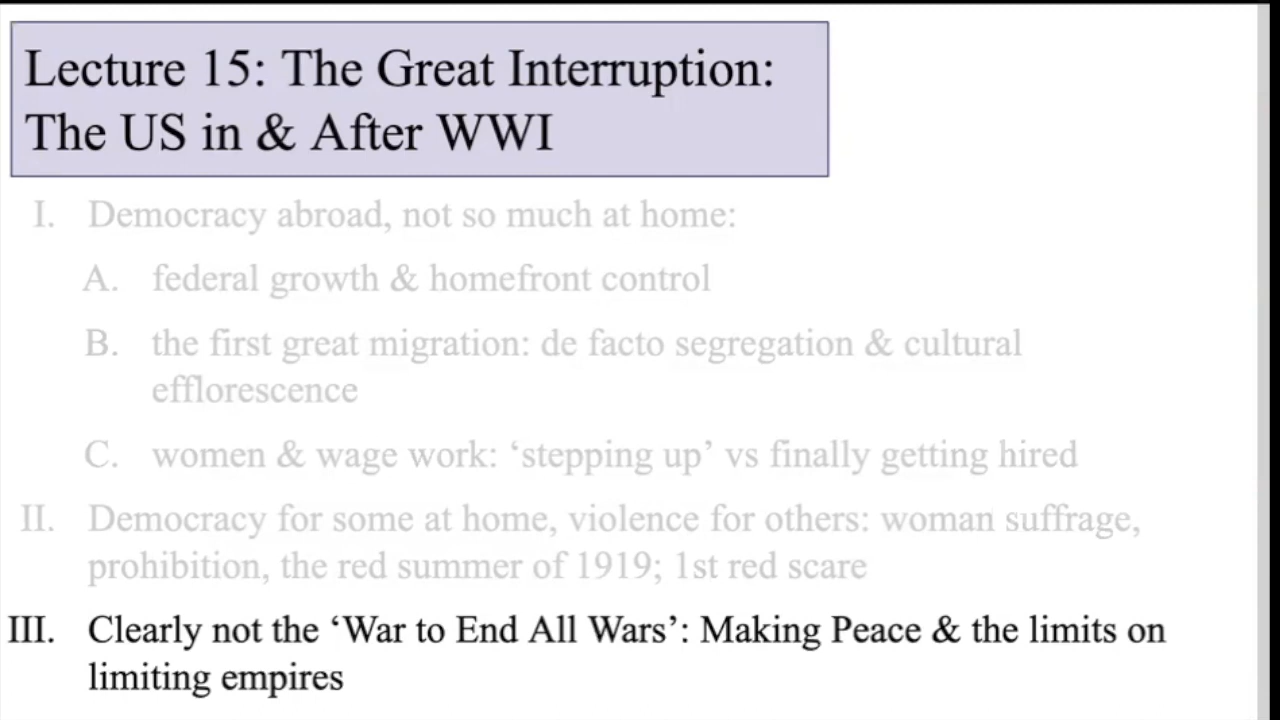 Lecture 15: The Great Interruption:
The US in & After WWI
I. Democracy abroad, not so much at home:
A. federal growth & homefront control
B. the first great migration: de facto segregation & cultural
efflorescence
C. women & wage work: ‘stepping up’ vs finally getting hired
II. Democracy for some at home, violence for others: woman suffrage,
prohibition, the red summer of 1919; 1st red scare
III. Clearly not the ‘War to End All Wars’: Making Peace & the limits on
limiting empires